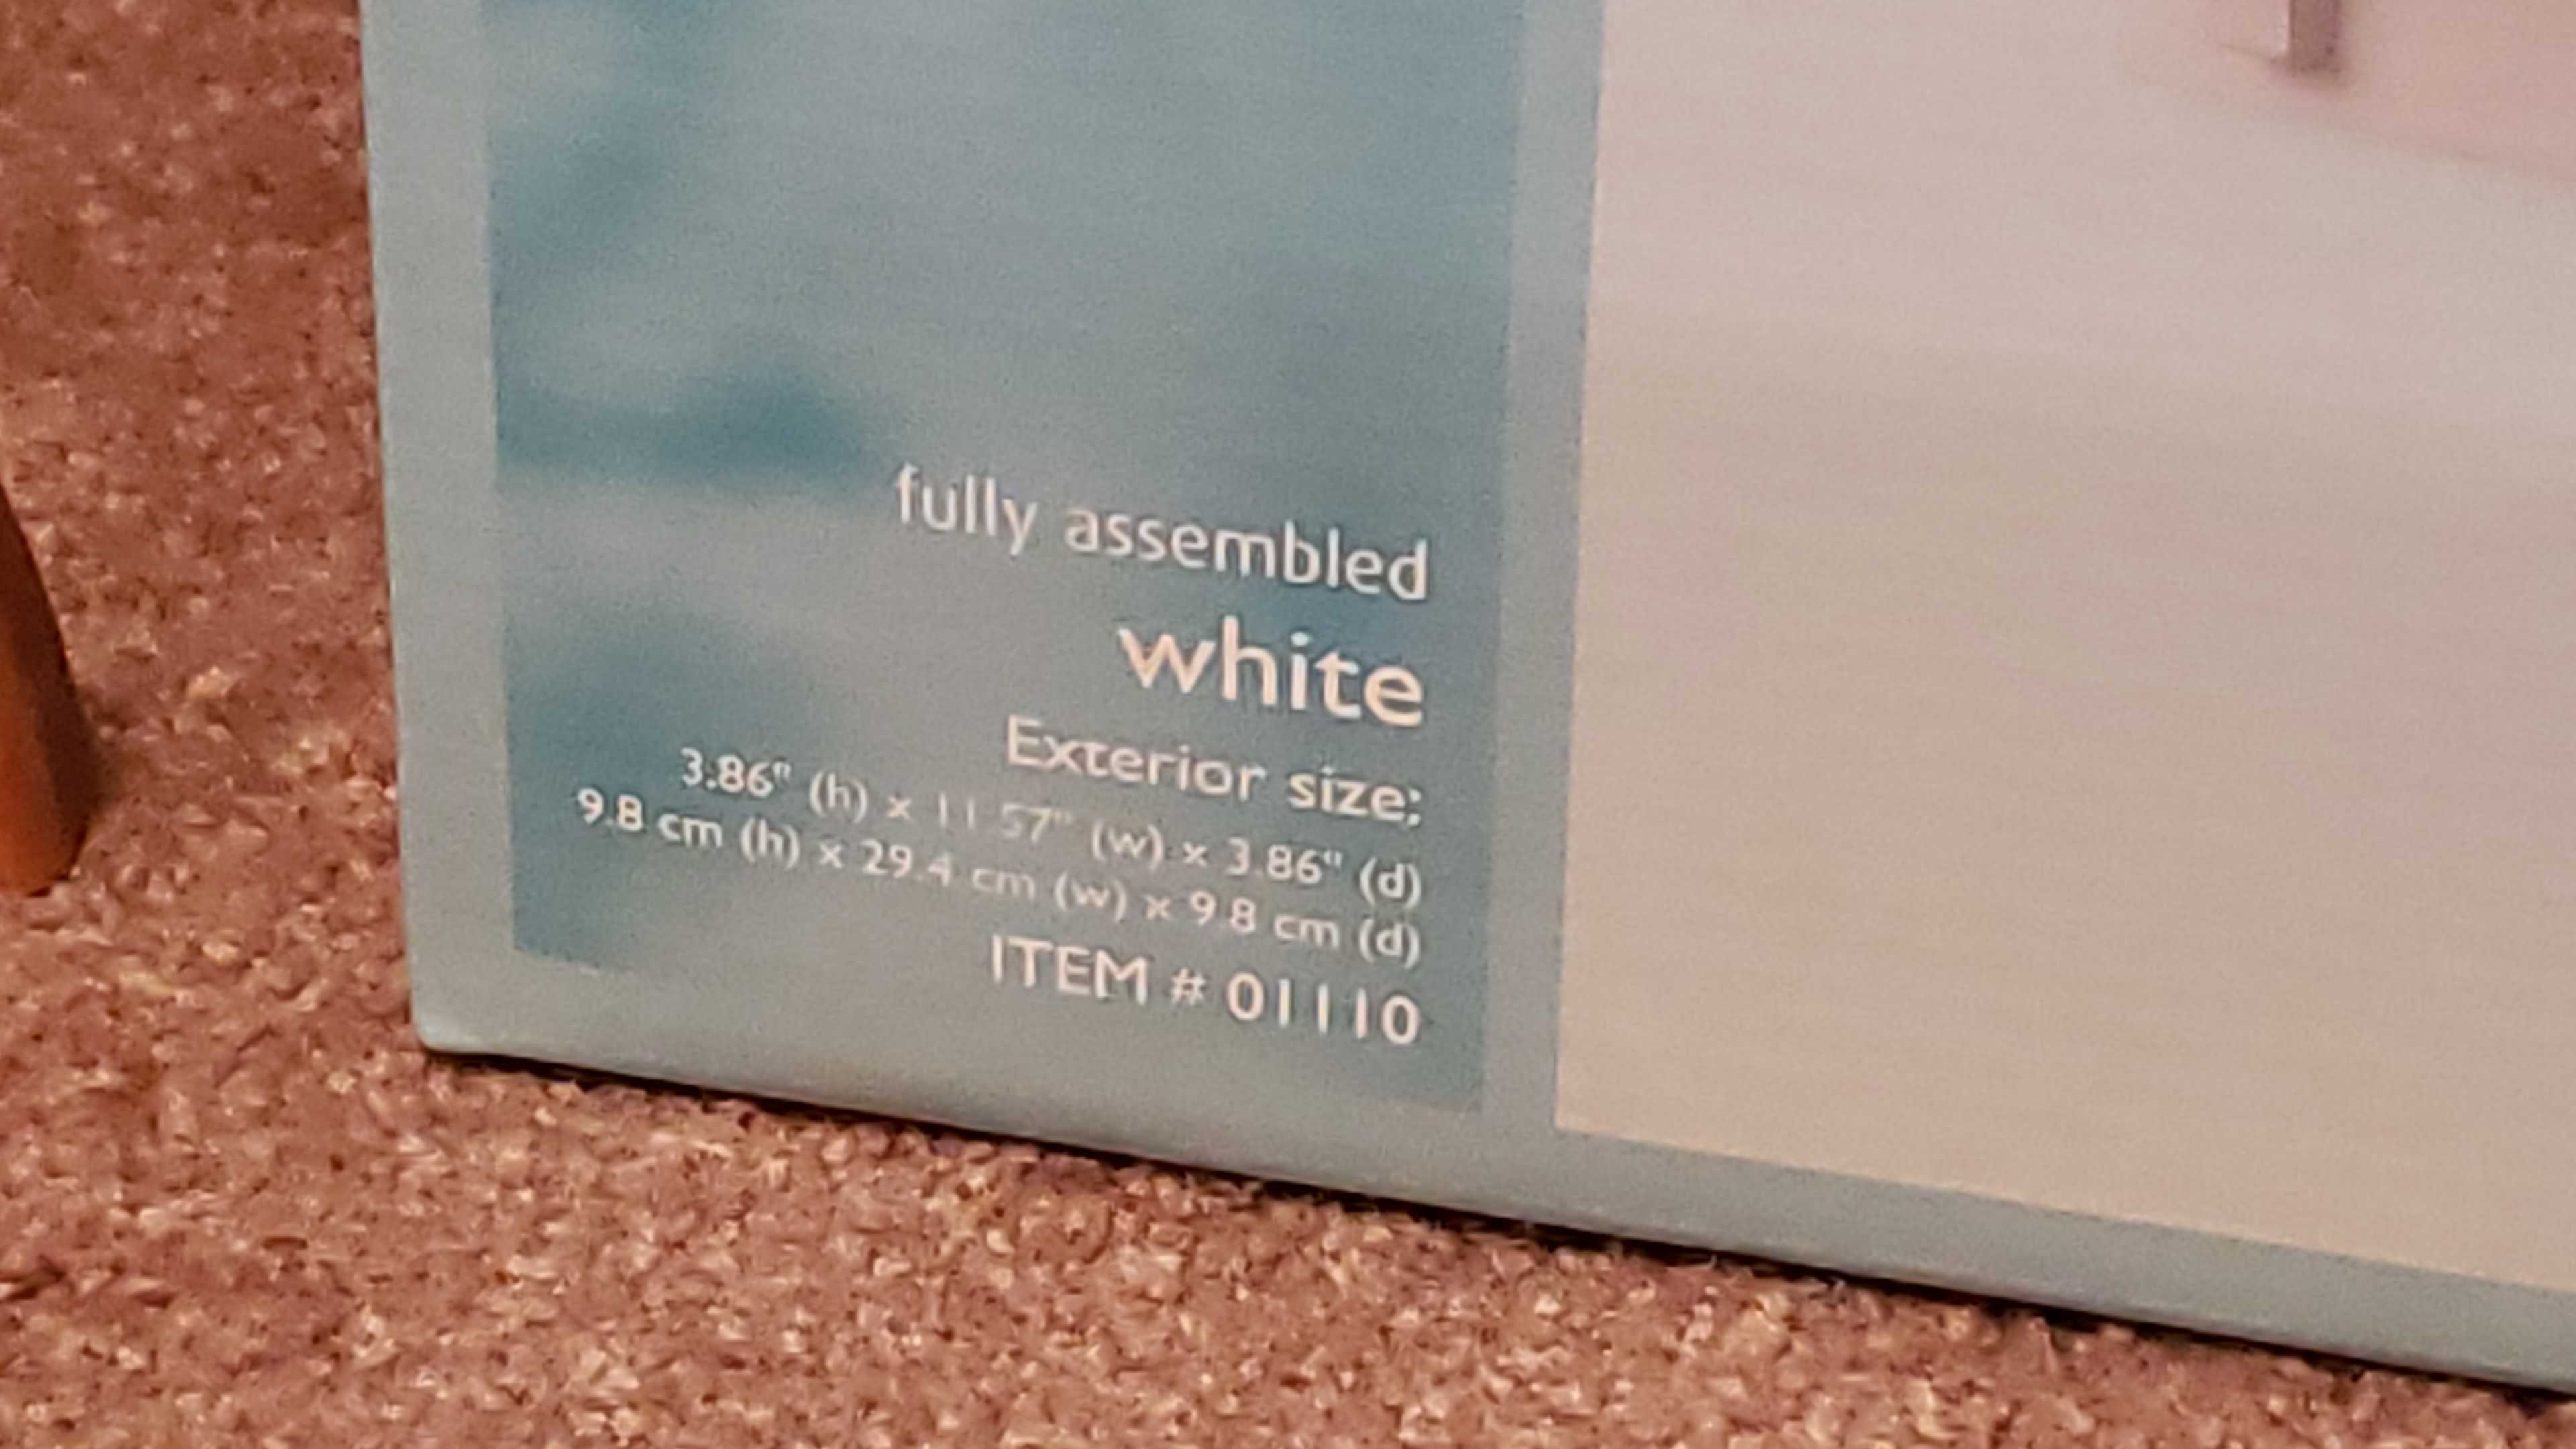 fully assembled
white
Exterior size;
3.86" (h) x 11.57" (w) x 3.86" (d)
9.8 cm (h) x 29.4 cm (w) x 9.8 cm (d)
ITEM # 01110